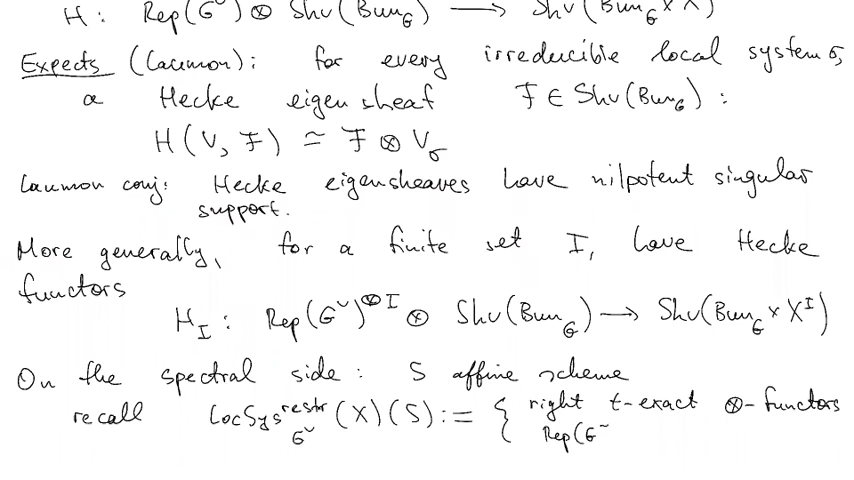 H: Rep(G^∨) ⊗ Shv(Bun_G) ⟶ Shv(Bun_G × X)
Expects (Laumon): for every irreducible local system σ,
a Hecke eigensheaf F ∈ Shv(Bun_G):
H(V, F) ≃ F ⊗ V_σ
Laumon conj: Hecke eigensheaves have nilpotent singular
support.
More generally, for a finite set I, have Hecke
functors
H_I: Rep(G^∨)^{⊗I} ⊗ Shv(Bun_G) ⟶ Shv(Bun_G × X^I)
On the spectral side: S affine scheme
recall LocSys^{restr}_{G^∨}(X)(S) := { right t-exact ⊗-functors
Rep(G^